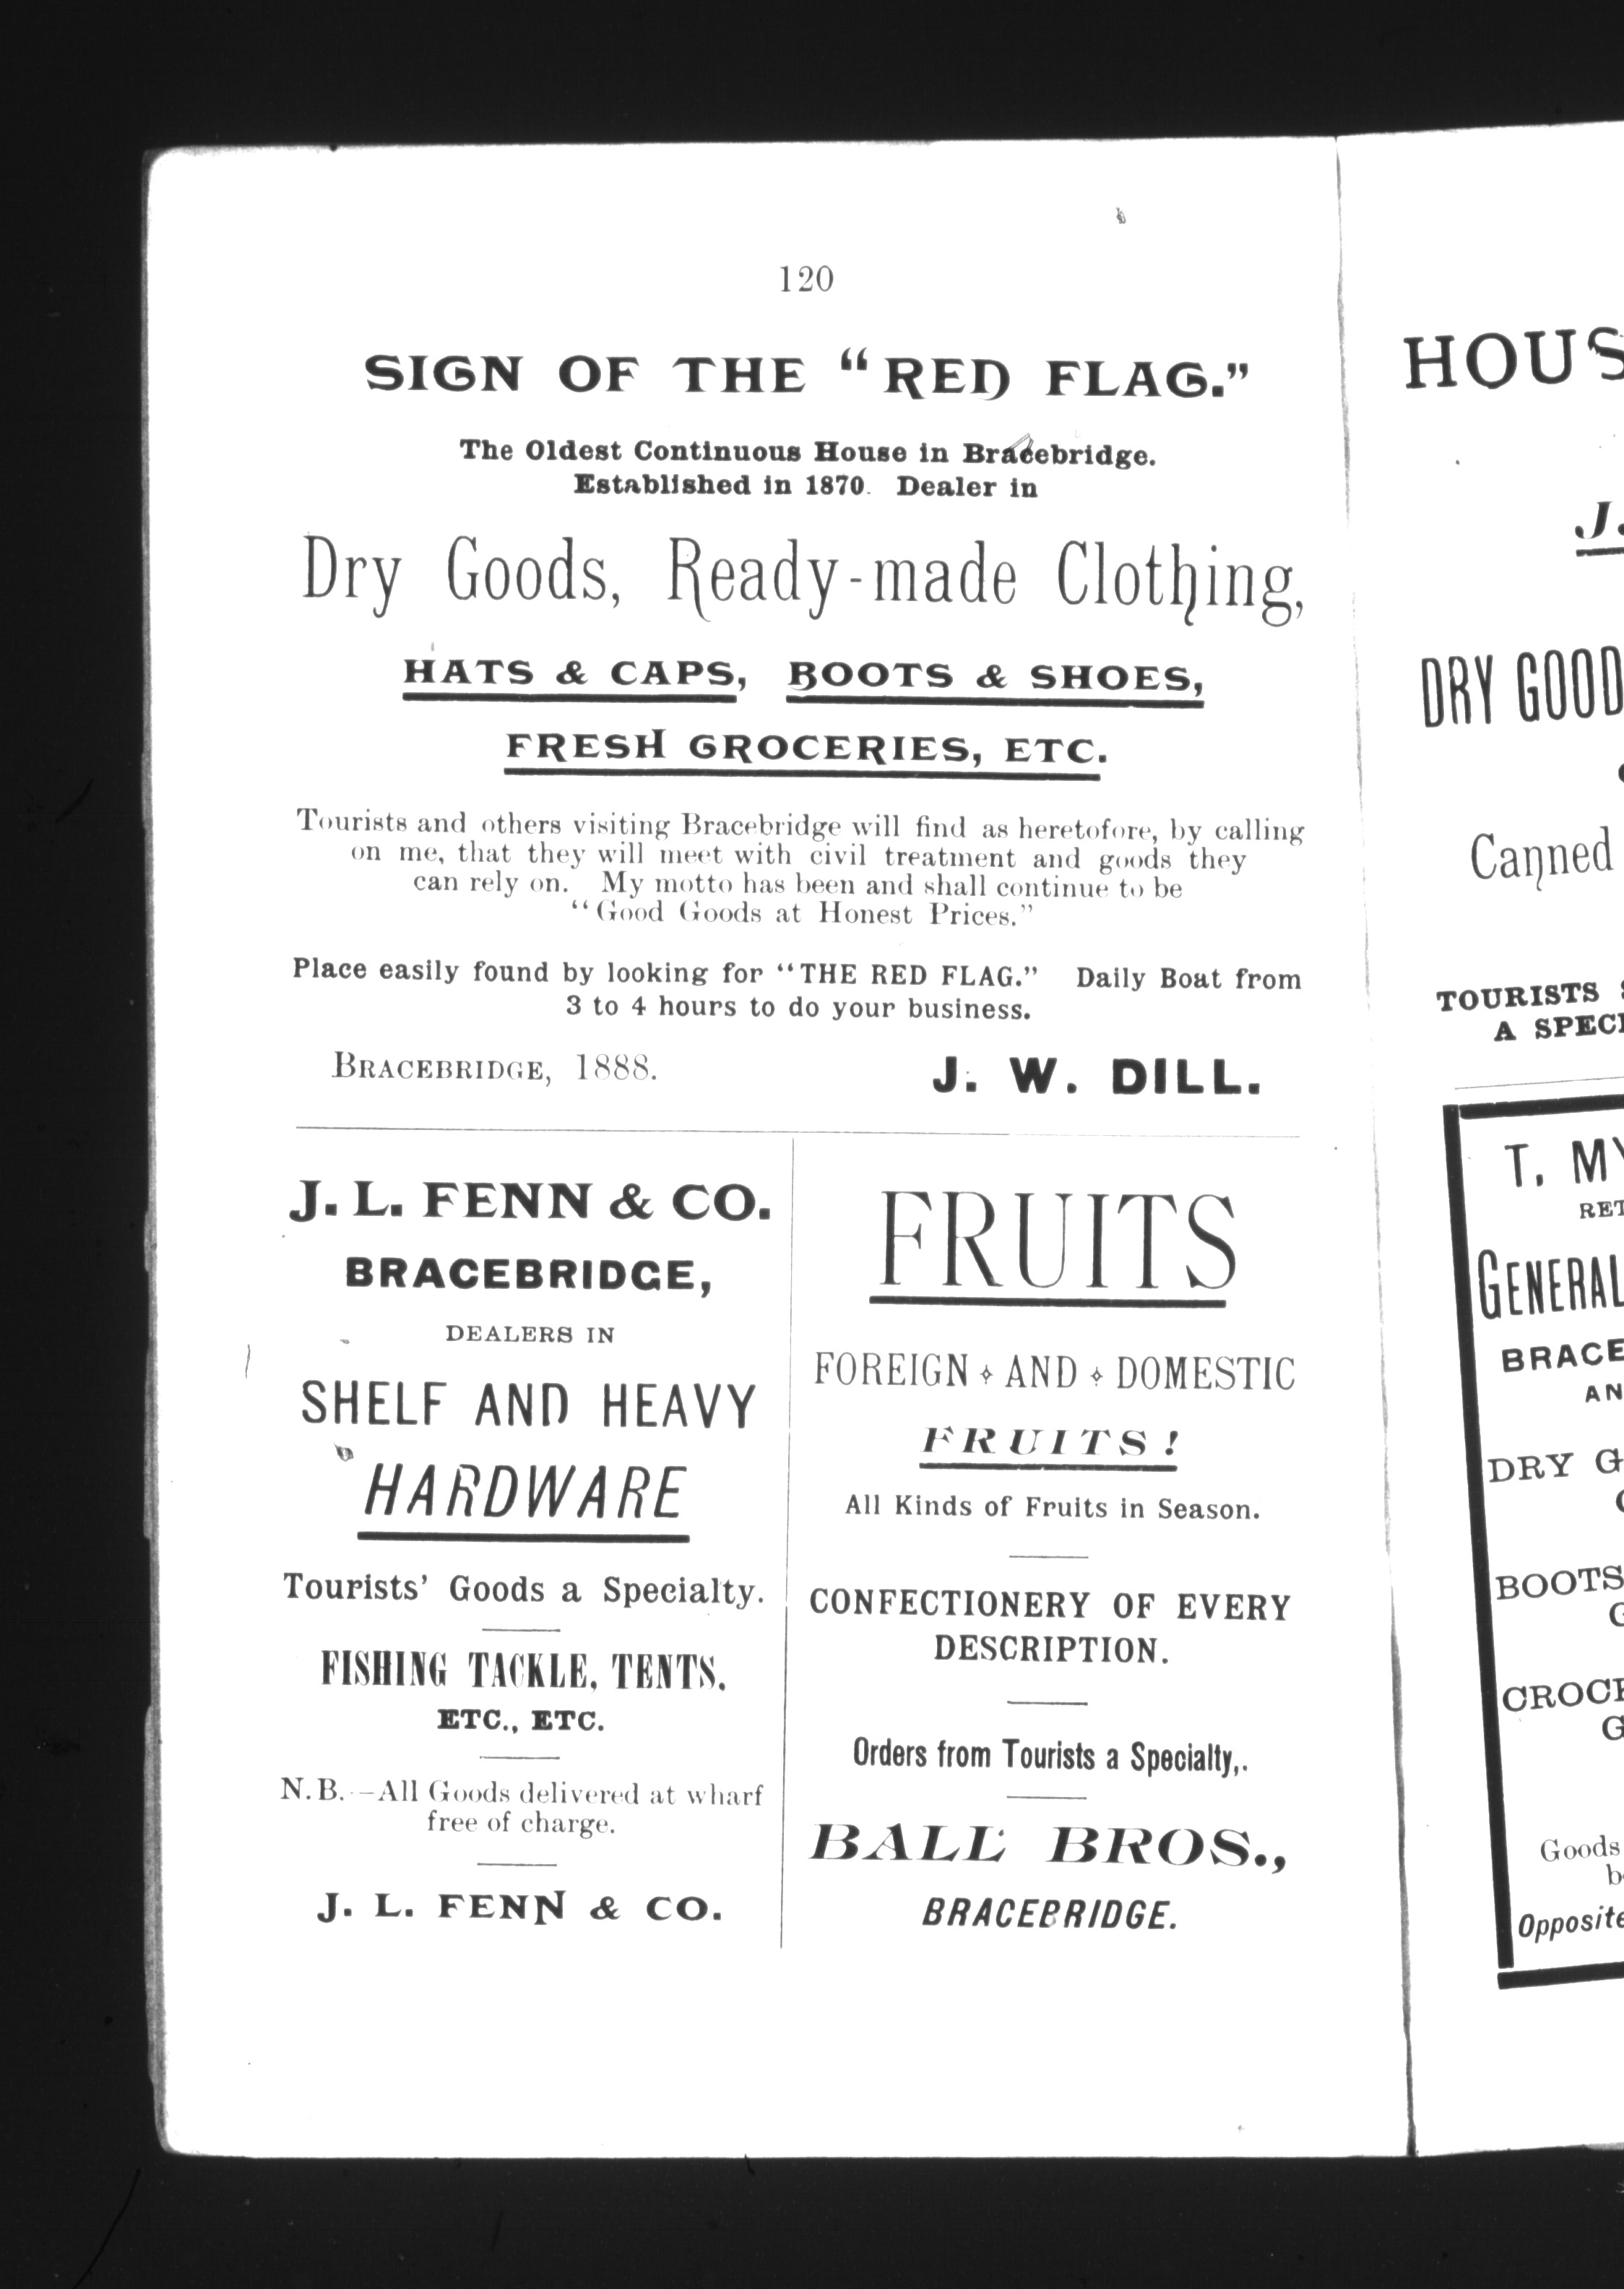 120
SIGN OF THE “RED FLAG.”
The Oldest Continuous House in Bracebridge.
Established in 1870. Dealer in
Dry Goods, Ready-made Clothing,
HATS & CAPS, BOOTS & SHOES,
FRESH GROCERIES, ETC.
Tourists and others visiting Bracebridge will find as heretofore, by calling
on me, that they will meet with civil treatment and goods they
can rely on. My motto has been and shall continue to be
“Good Goods at Honest Prices.”
Place easily found by looking for “THE RED FLAG.” Daily Boat from
3 to 4 hours to do your business.
BRACEBRIDGE, 1888. J. W. DILL.
J. L. FENN & CO.
BRACEBRIDGE,
DEALERS IN
SHELF AND HEAVY
HARDWARE
Tourists’ Goods a Specialty.
FISHING TACKLE, TENTS,
ETC., ETC.
N.B.—All Goods delivered at wharf
free of charge.
J. L. FENN & CO.
FRUITS
FOREIGN AND DOMESTIC
FRUITS!
All Kinds of Fruits in Season.
CONFECTIONERY OF EVERY
DESCRIPTION.
Orders from Tourists a Specialty,.
BALL BROS.,
BRACEBRIDGE.
HOUS
J.
DRY GOOD
Canned
TOURISTS
A SPECI
T. MY
RET
GENERAL
BRACE
AN
DRY G
BOOTS
G
CROCK
G
Goods
b
Opposite